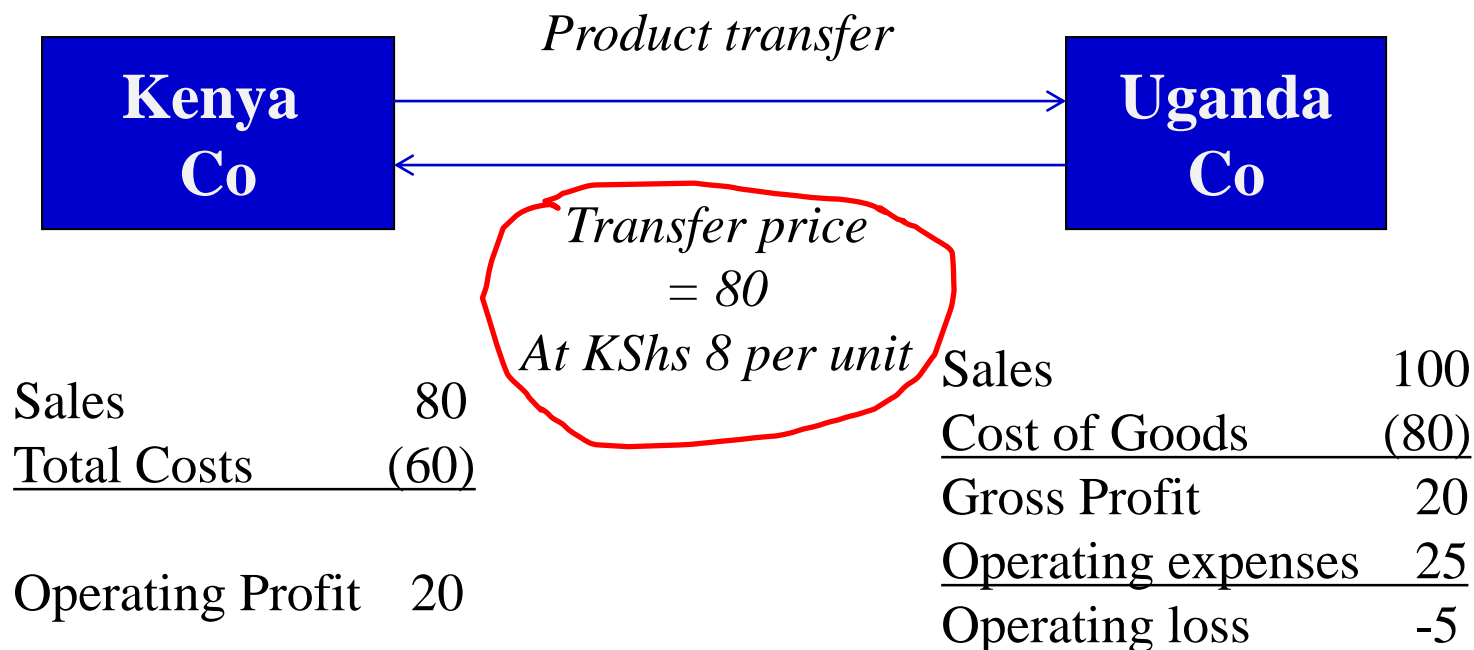 Product transfer
Kenya
Co
Uganda
Co
Transfer price
= 80
At KShs 8 per unit
Sales 80
Total Costs (60)
Operating Profit 20
Sales 100
Cost of Goods (80)
Gross Profit 20
Operating expenses 25
Operating loss -5